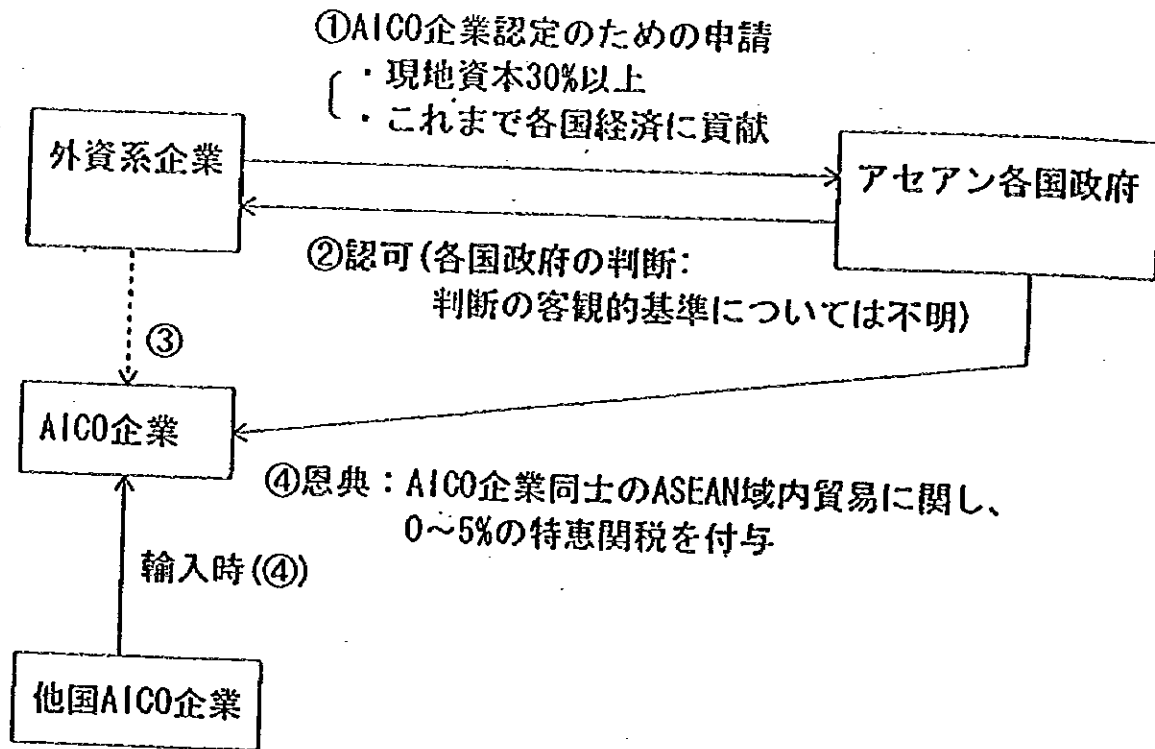 ①AICO企業認定のための申請
・現地資本30%以上
・これまで各国経済に貢献
外資系企業
アセアン各国政府
②認可(各国政府の判断:
判断の客観的基準については不明)
③
AICO企業
④恩典：AICO企業同士のASEAN域内貿易に関し、
0〜5%の特恵関税を付与
輸入時(④)
他国AICO企業